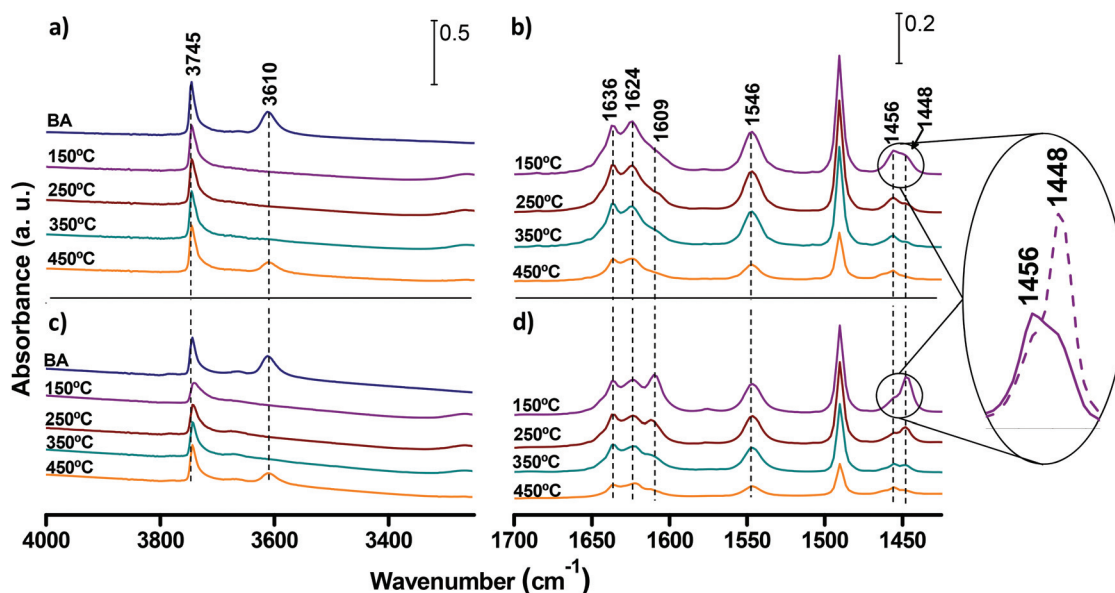 a)
0.5
3745
3610
BA
150ºC
250ºC
350ºC
450ºC
b)
0.2
1636
1624
1609
1546
1456
1448
150ºC
250ºC
350ºC
450ºC
1456
1448
c)
BA
150ºC
250ºC
350ºC
450ºC
d)
150ºC
250ºC
350ºC
450ºC
Absorbance (a. u.)
4000 3800 3600 3400
1700 1650 1600 1550 1500 1450
Wavenumber (cm⁻¹)